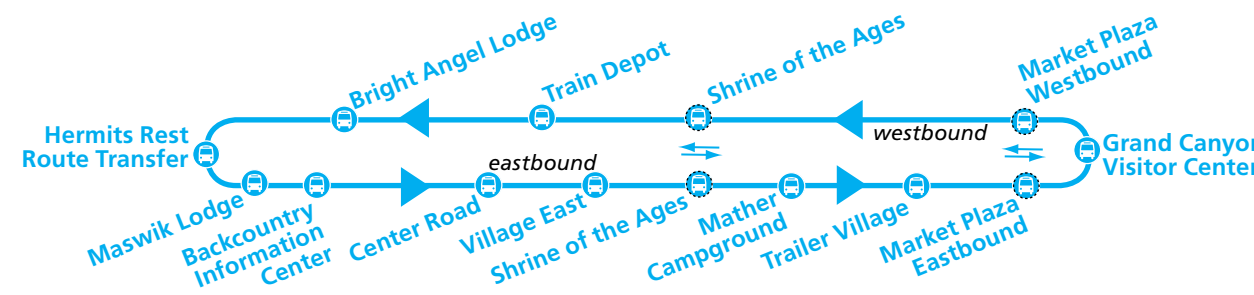 Bright Angel Lodge
Train Depot
Shrine of the Ages
Market Plaza
Westbound
Hermits Rest
Route Transfer
westbound
eastbound
Grand Canyon
Visitor Center
Maswik Lodge
Backcountry
Information
Center
Center Road
Village East
Shrine of the Ages
Mather
Campground
Trailer Village
Market Plaza
Eastbound